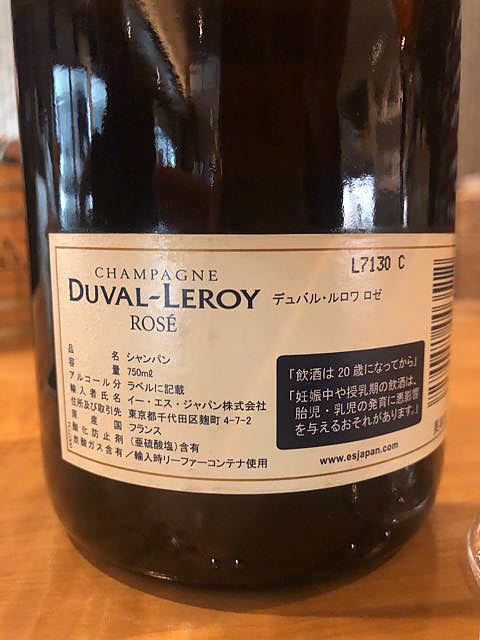 L7130 C
CHAMPAGNE
DUVAL-LEROY デュバル・ルロワ ロゼ
ROSÉ
品名 シャンパン
容量 750mℓ
アルコール分 ラベルに記載
輸入者氏名 イー・エス・ジャパン株式会社
住所及び取引先 東京都千代田区麹町 4-7-2
原産国 フランス
酸化防止剤 (亜硫酸塩)含有
炭酸ガス含有/輸入時リーファーコンテナ使用
「飲酒は 20 歳になってから」
「妊娠中や授乳期の飲酒は、
胎児・乳児の発育に悪影響
を与えるおそれがあります。」
www.esjapan.com